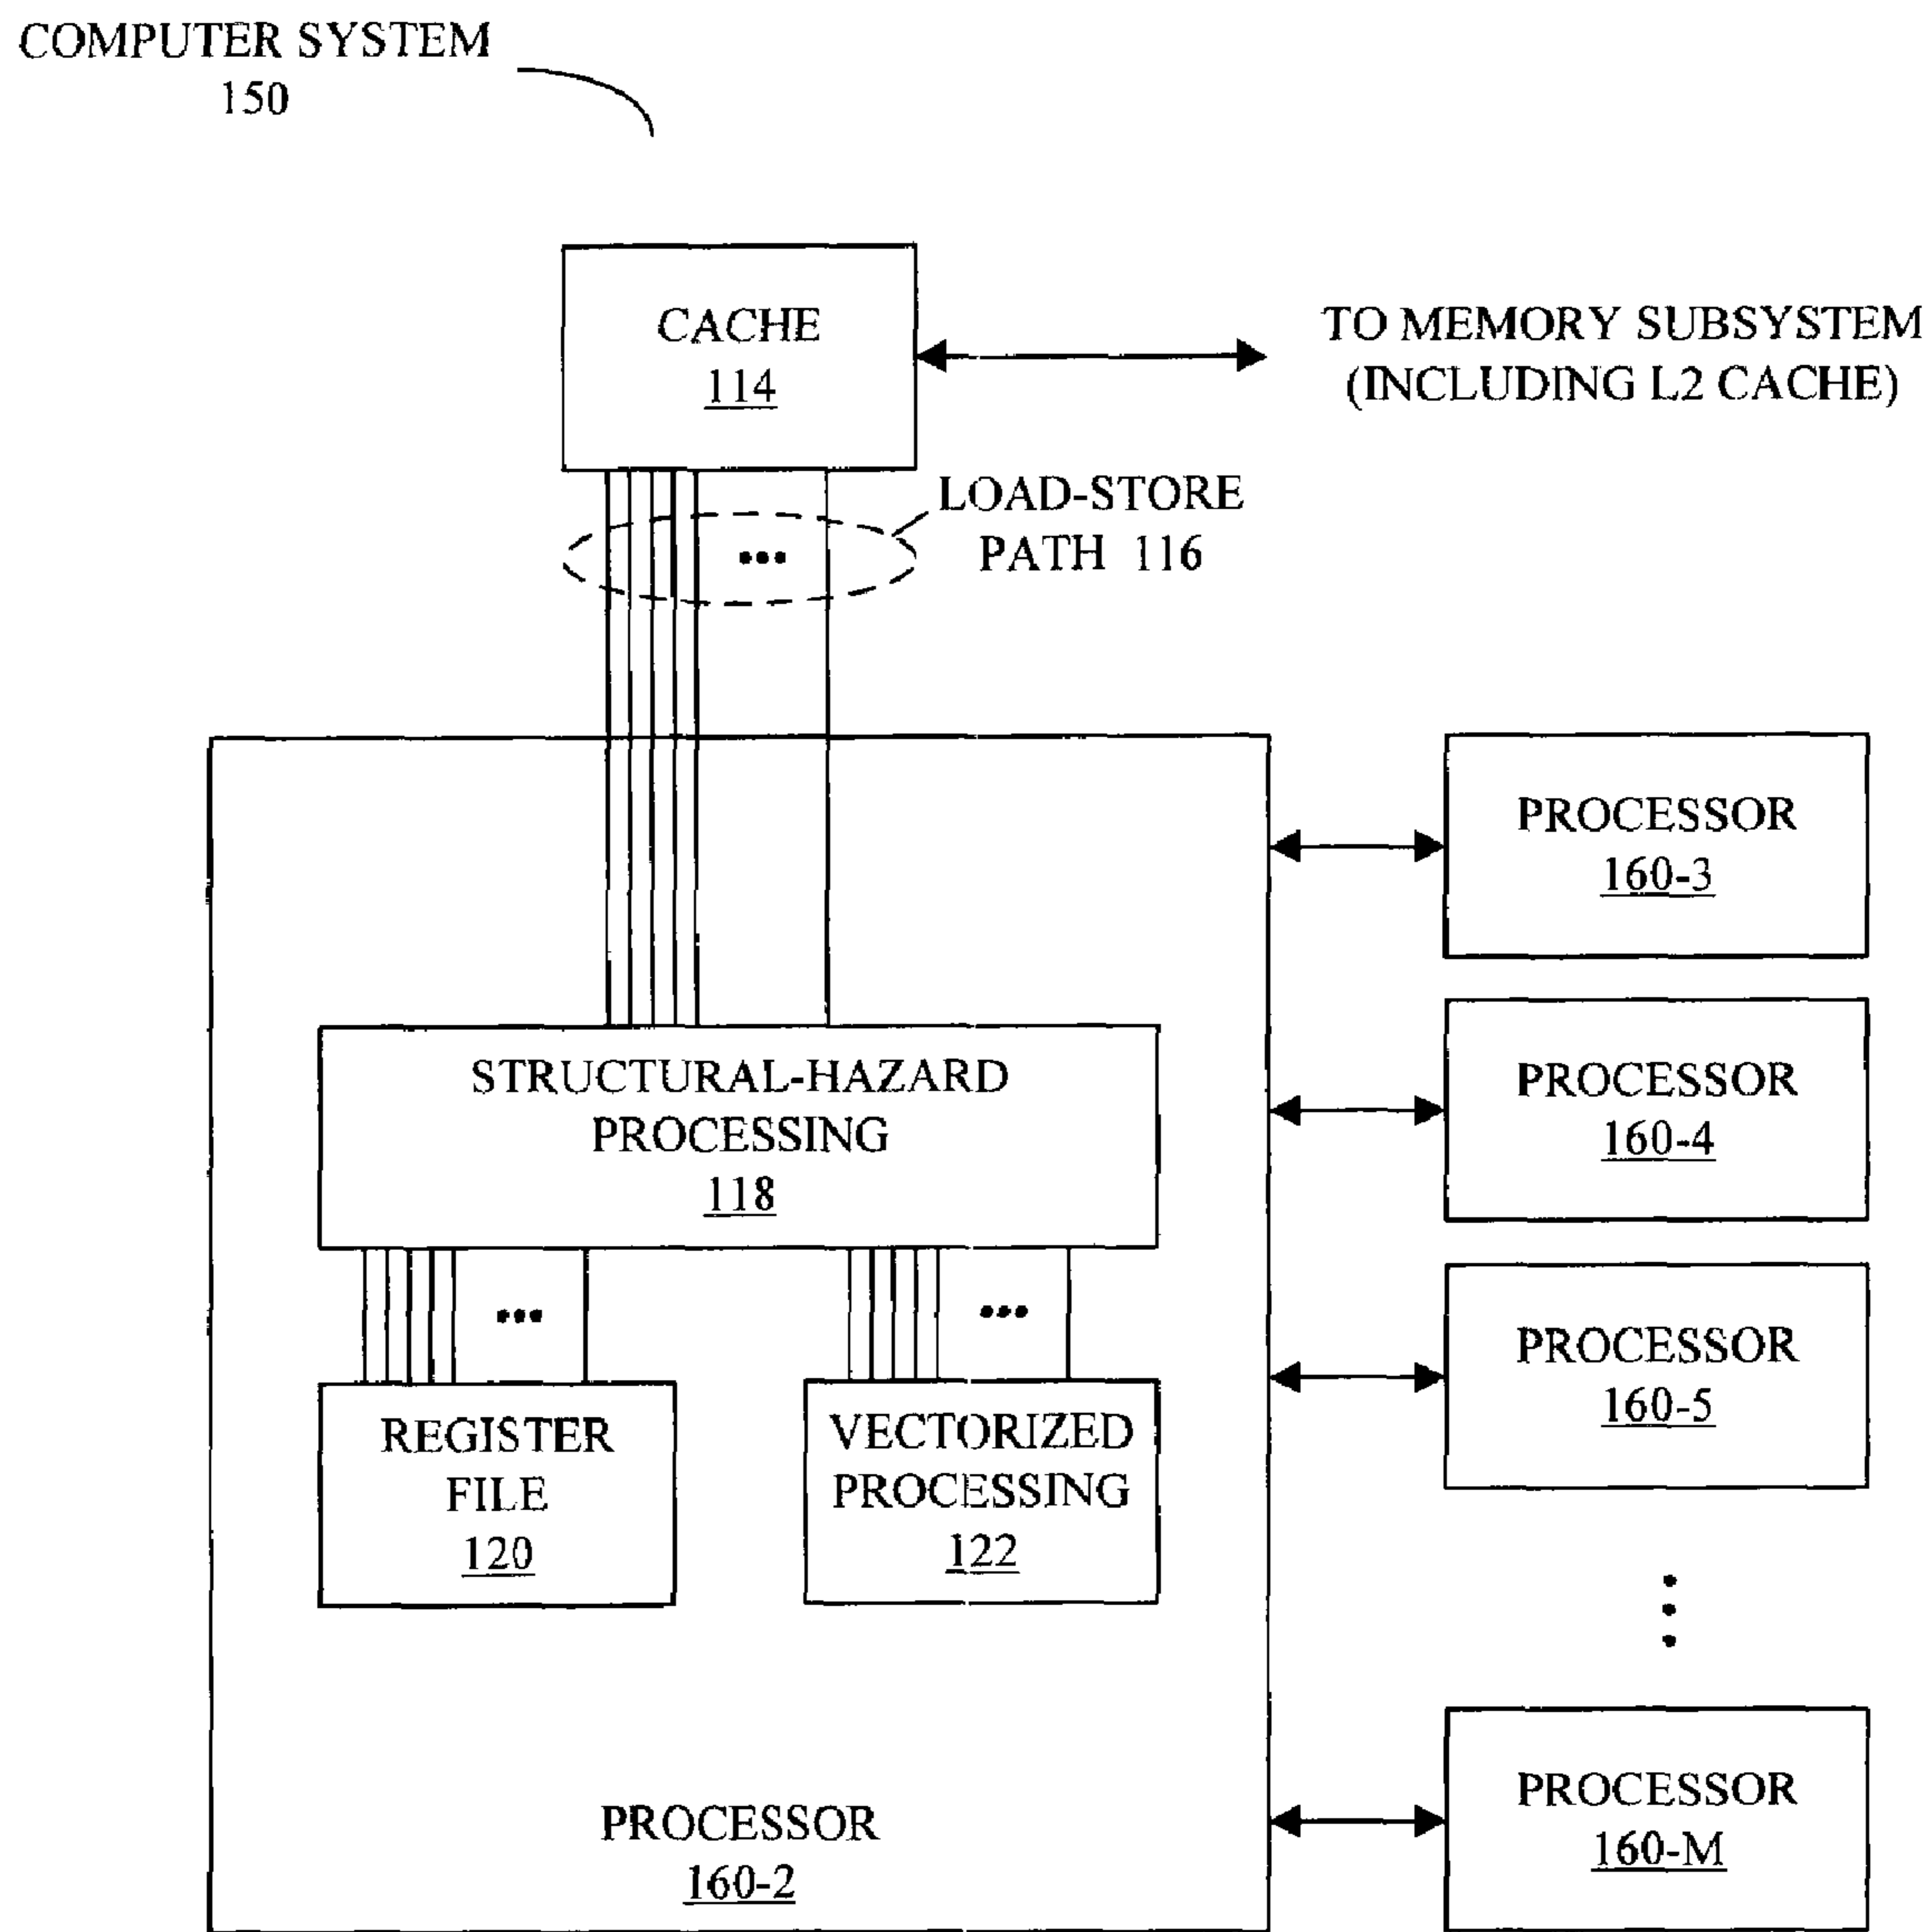 COMPUTER SYSTEM
150
CACHE
114
TO MEMORY SUBSYSTEM
(INCLUDING L2 CACHE)
LOAD-STORE
PATH 116
•••
STRUCTURAL-HAZARD
PROCESSING
118
•••
•••
REGISTER
FILE
120
VECTORIZED
PROCESSING
122
PROCESSOR
160-2
PROCESSOR
160-3
PROCESSOR
160-4
PROCESSOR
160-5
PROCESSOR
160-M